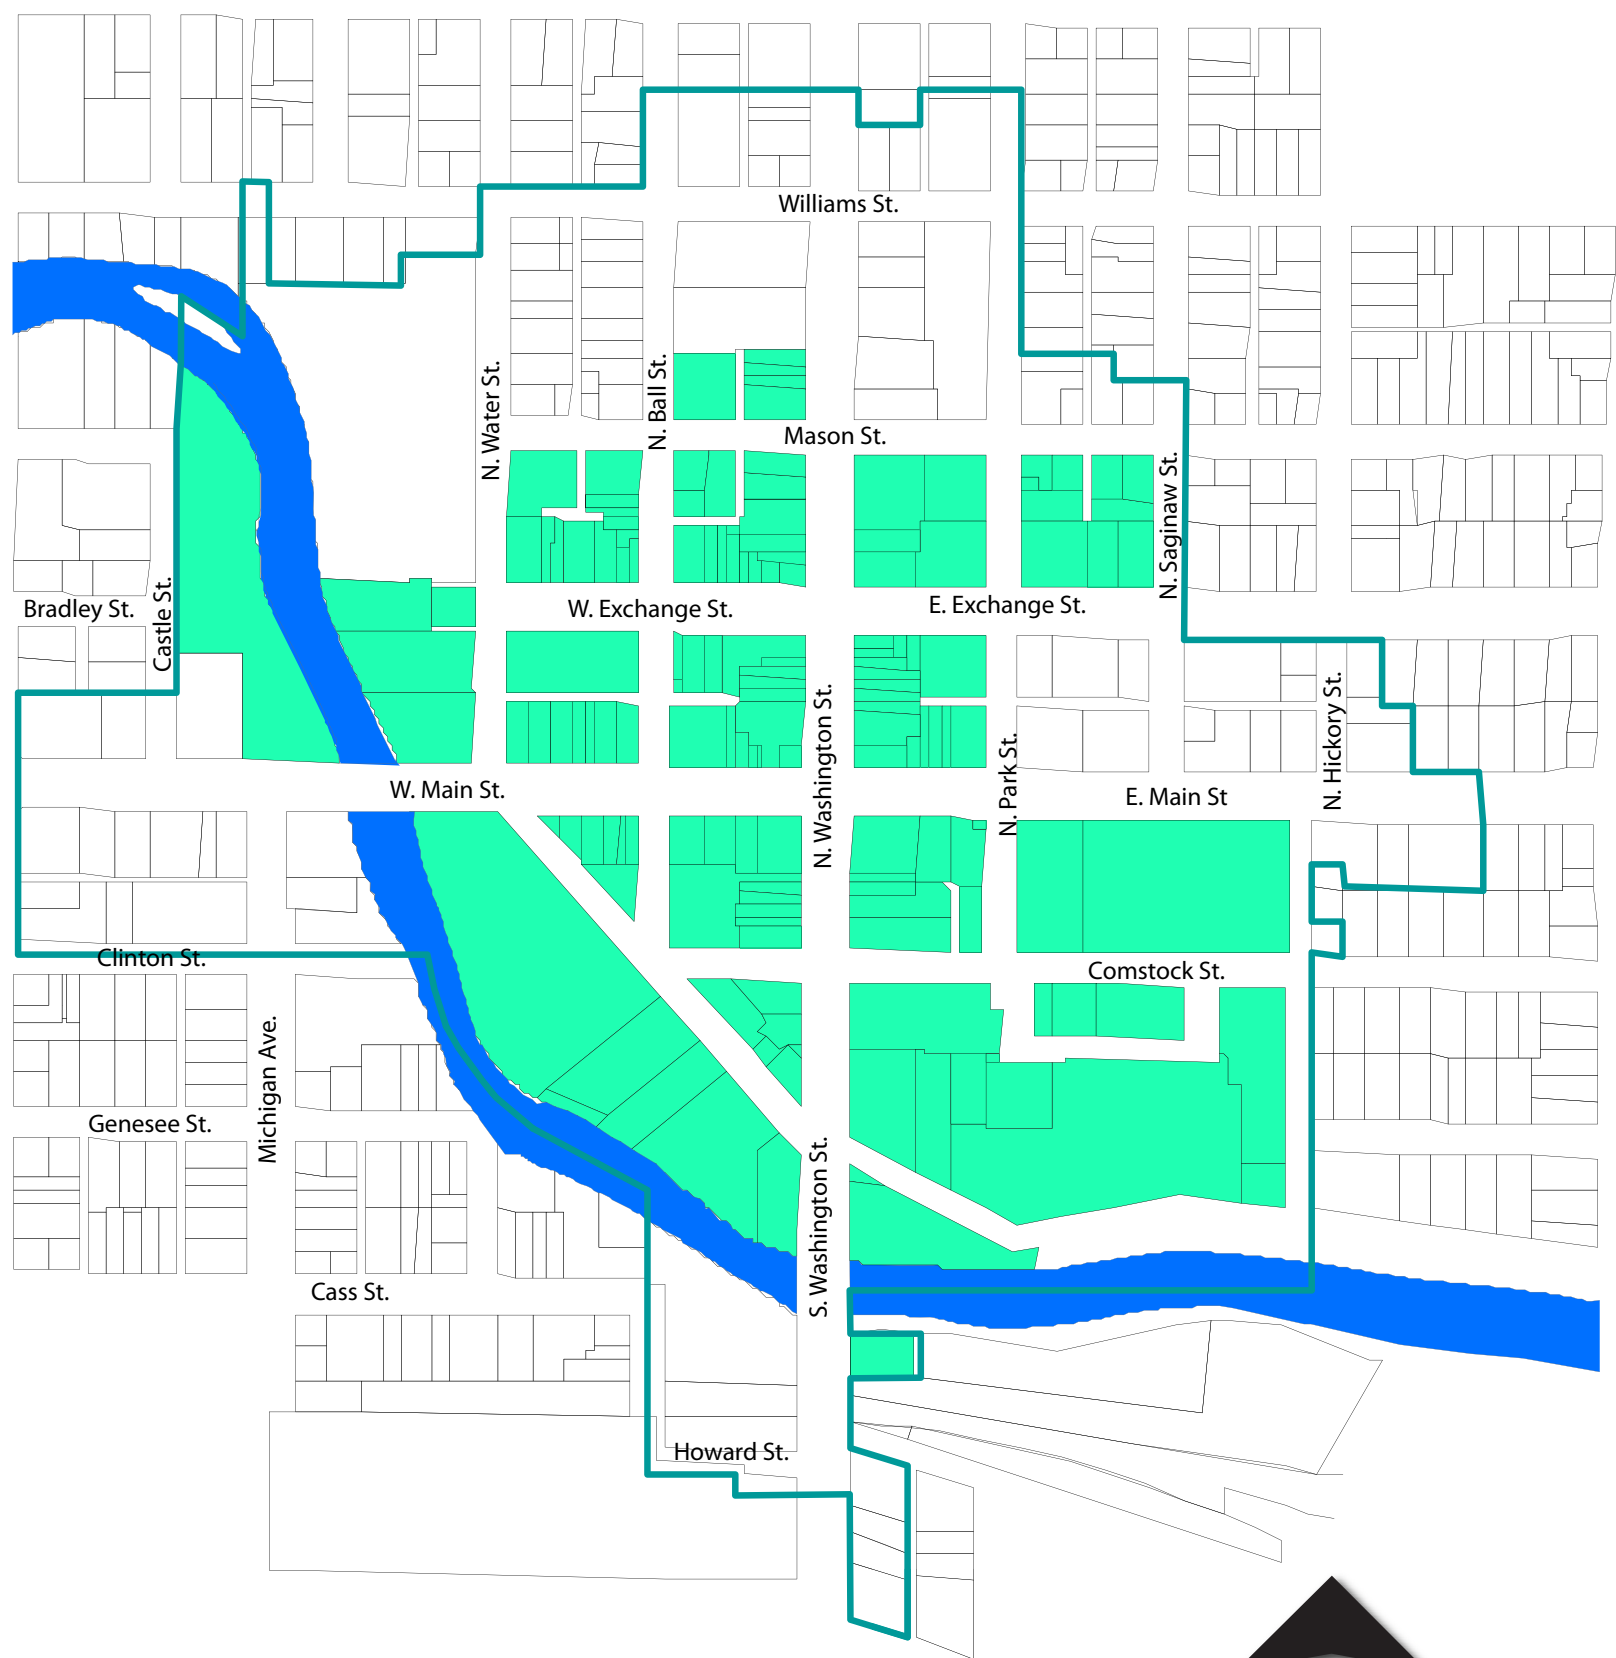 Williams St.
N. Water St.
N. Ball St.
Mason St.
N. Saginaw St.
Bradley St.
Castle St.
W. Exchange St.
E. Exchange St.
N. Washington St.
N. Park St.
N. Hickory St.
W. Main St.
E. Main St
Clinton St.
Comstock St.
Michigan Ave.
Genesee St.
S. Washington St.
Cass St.
Howard St.